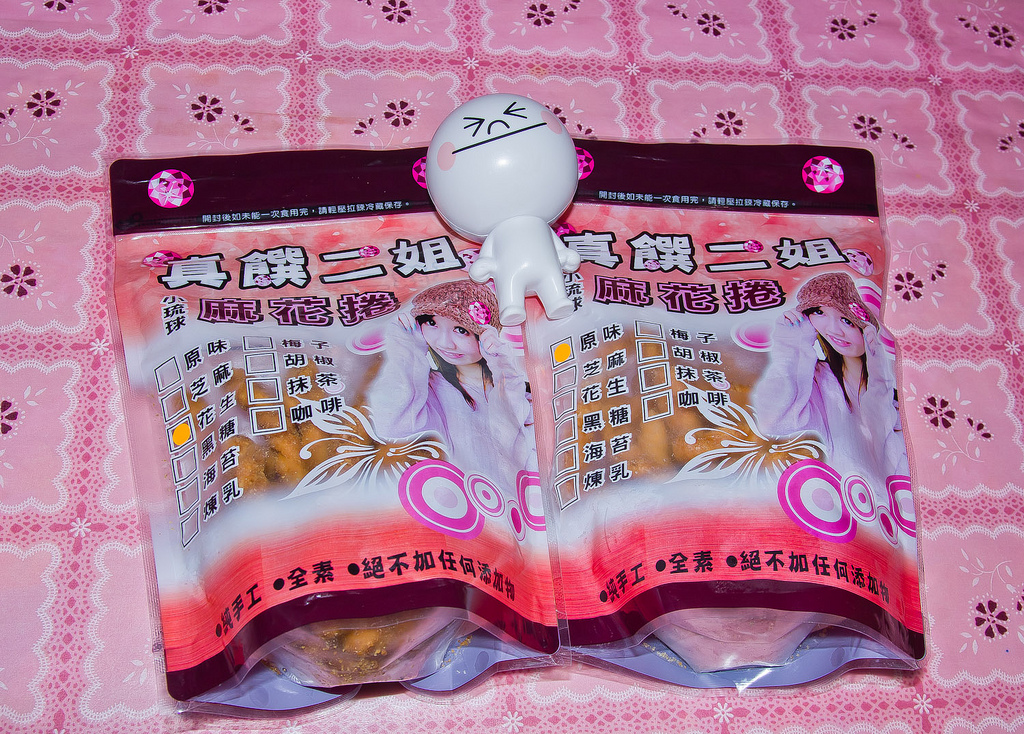 開封後如未能一次食用完，請輕壓拉鍊冷藏保存。
真饌二姐
小琉球
麻花捲
原味
芝麻
花生
黑糖
海苔
煉乳
梅子
胡椒
抹茶
咖啡
●純手工 ●全素 ●絕不加任何添加物
開封後如未能一次食用完，請輕壓拉鍊冷藏保存。
真饌二姐
小琉球
麻花捲
原味
芝麻
花生
黑糖
海苔
煉乳
梅子
胡椒
抹茶
咖啡
●純手工 ●全素 ●絕不加任何添加物